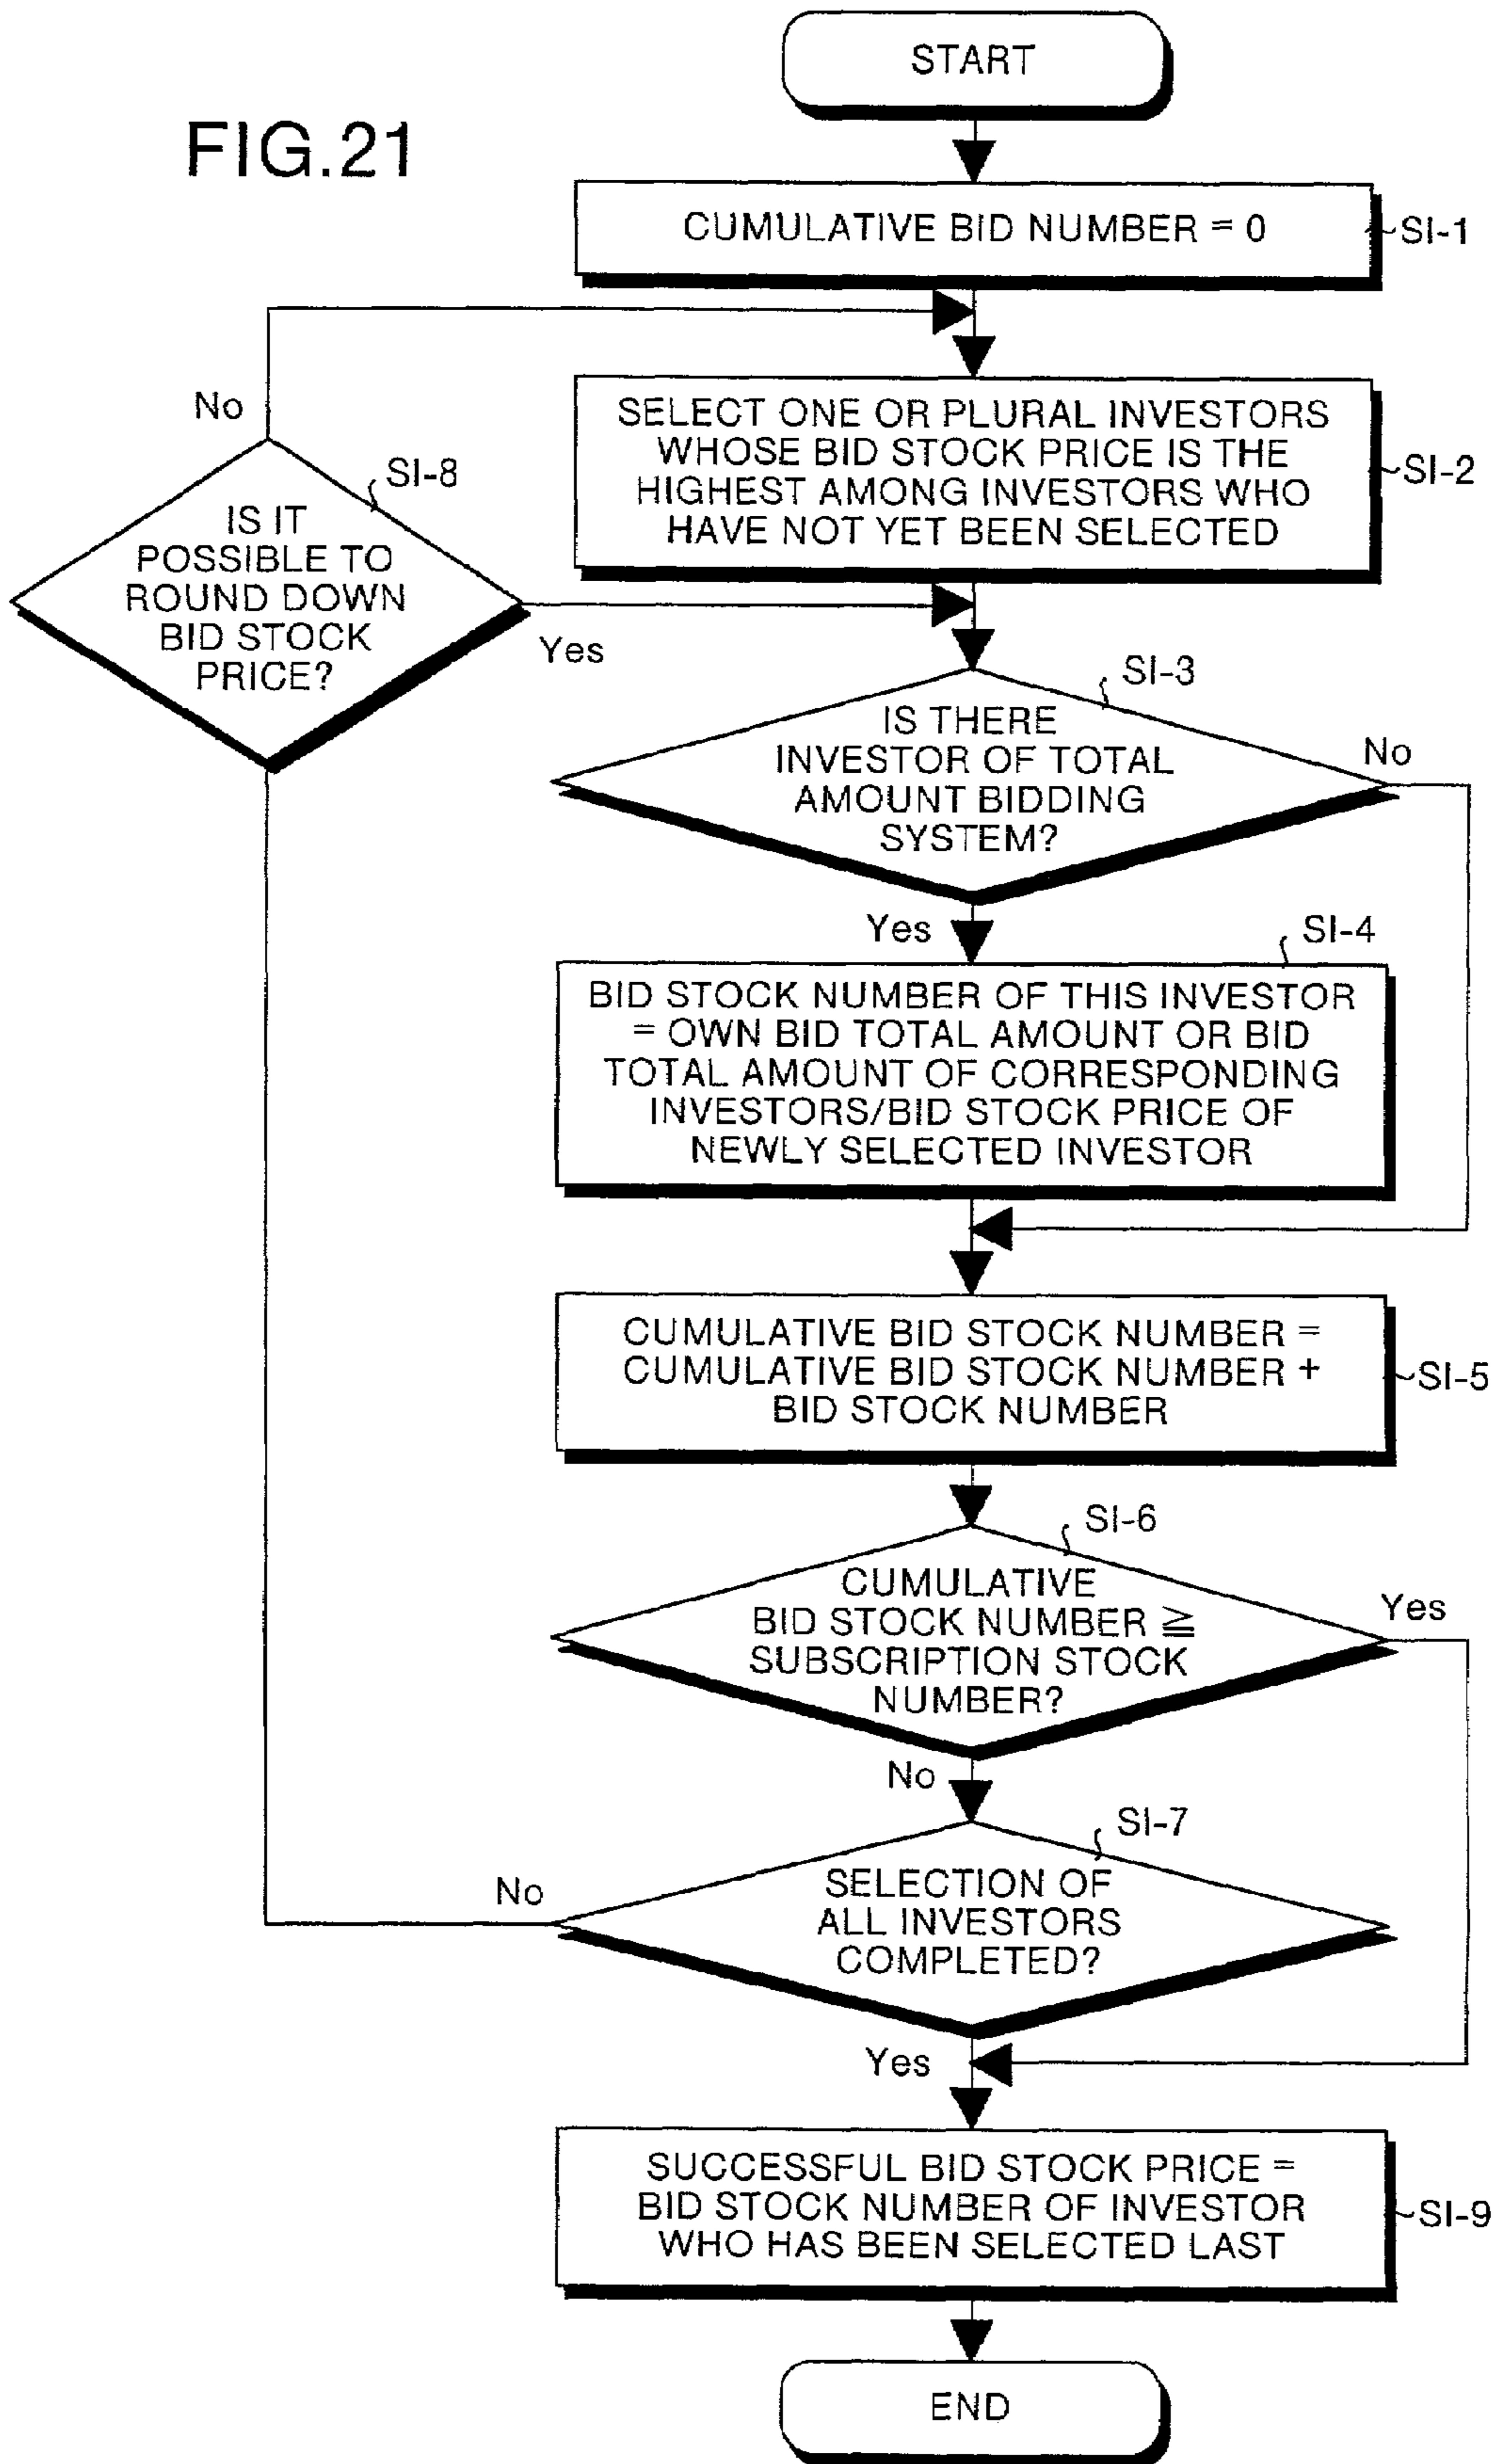 FIG.21
START
CUMULATIVE BID NUMBER = 0
SI-1
SELECT ONE OR PLURAL INVESTORS
WHOSE BID STOCK PRICE IS THE
HIGHEST AMONG INVESTORS WHO
HAVE NOT YET BEEN SELECTED
SI-2
No
SI-8
IS IT
POSSIBLE TO
ROUND DOWN
BID STOCK
PRICE?
Yes
SI-3
IS THERE
INVESTOR OF TOTAL
AMOUNT BIDDING
SYSTEM?
No
Yes
SI-4
BID STOCK NUMBER OF THIS INVESTOR
= OWN BID TOTAL AMOUNT OR BID
TOTAL AMOUNT OF CORRESPONDING
INVESTORS/BID STOCK PRICE OF
NEWLY SELECTED INVESTOR
CUMULATIVE BID STOCK NUMBER =
CUMULATIVE BID STOCK NUMBER +
BID STOCK NUMBER
SI-5
SI-6
CUMULATIVE
BID STOCK NUMBER ≧
SUBSCRIPTION STOCK
NUMBER?
Yes
No
SI-7
SELECTION OF
ALL INVESTORS
COMPLETED?
No
Yes
SUCCESSFUL BID STOCK PRICE =
BID STOCK NUMBER OF INVESTOR
WHO HAS BEEN SELECTED LAST
SI-9
END